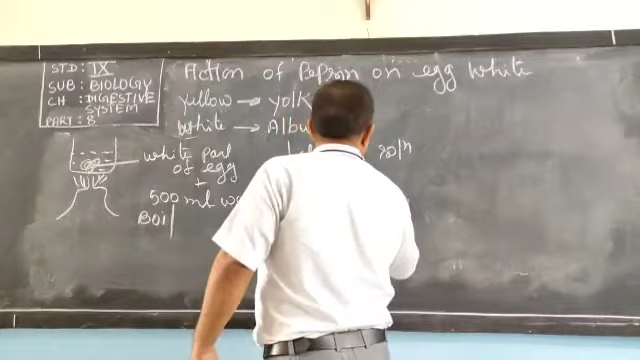 STD: IX
SUB: BIOLOGY
CH: DIGESTIVE
SYSTEM
PART: 8
Action of Pepsin on egg white
yellow → yolk
White → Albu
white part
of egg
+
500 ml
Boil